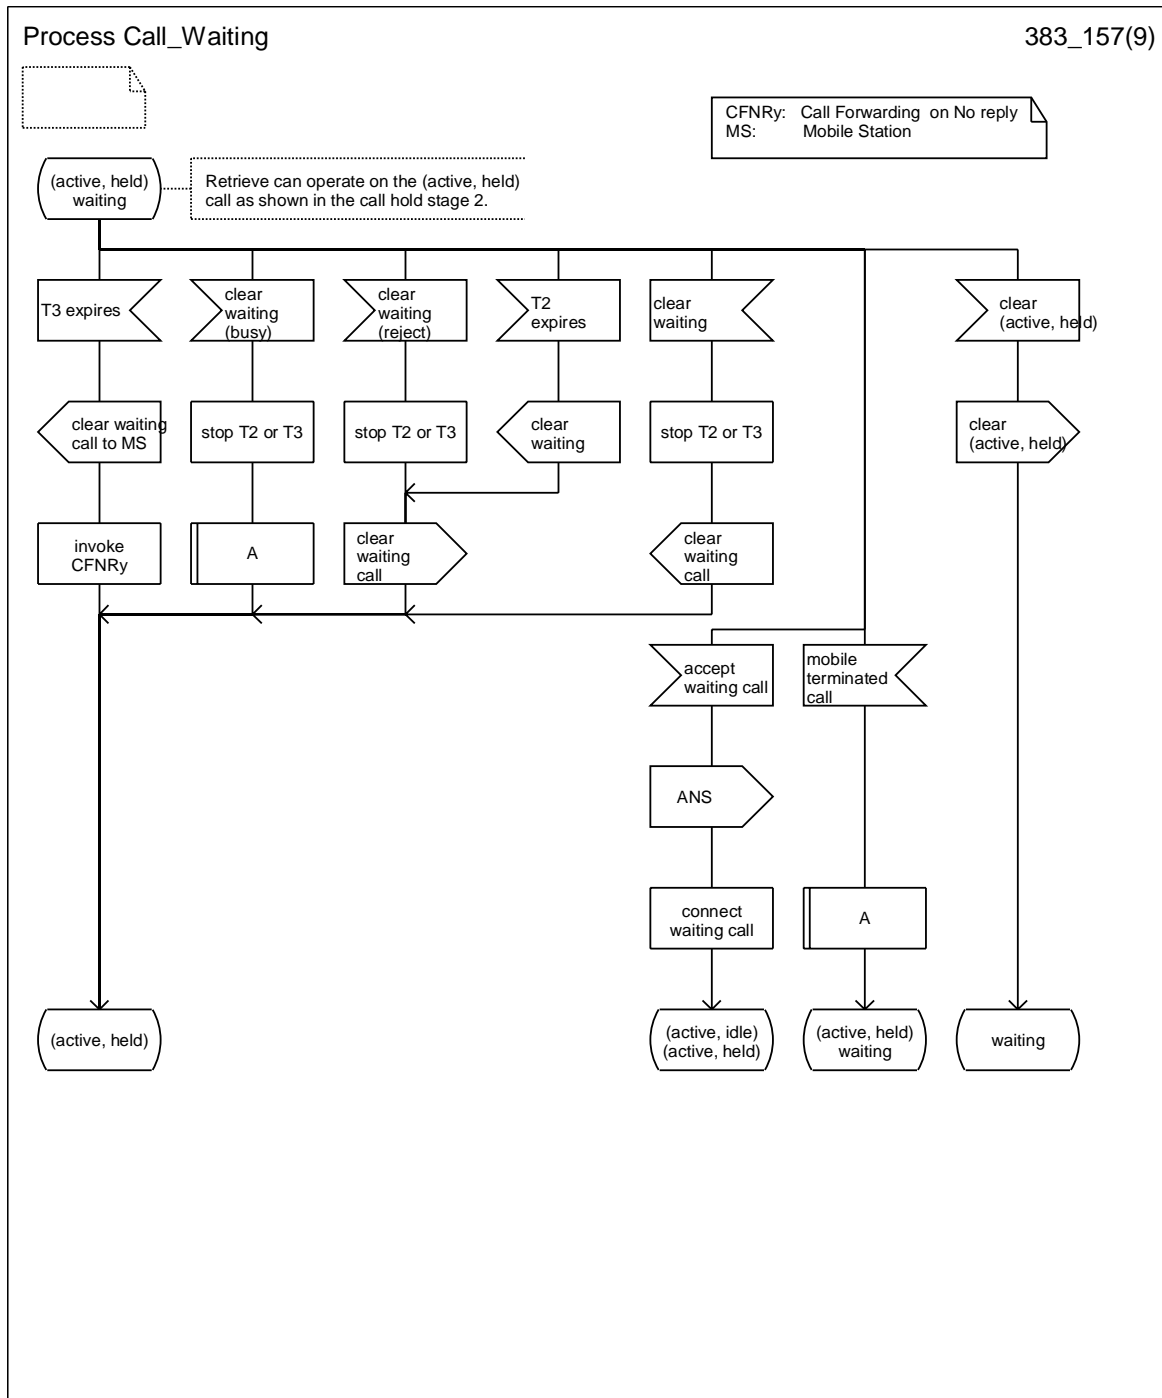 Process Call_Waiting
383_157(9)
CFNRy: Call Forwarding on No reply
MS: Mobile Station
(active, held)
waiting
Retrieve can operate on the (active, held)
call as shown in the call hold stage 2.
T3 expires
clear
waiting
(busy)
clear
waiting
(reject)
T2
expires
clear
waiting
clear
(active, held)
clear waiting
call to MS
stop T2 or T3
stop T2 or T3
clear
waiting
stop T2 or T3
clear
(active, held)
invoke
CFNRy
A
clear
waiting
call
clear
waiting
call
accept
waiting call
mobile
terminated
call
ANS
connect
waiting call
A
(active, held)
(active, idle)
(active, held)
(active, held)
waiting
waiting